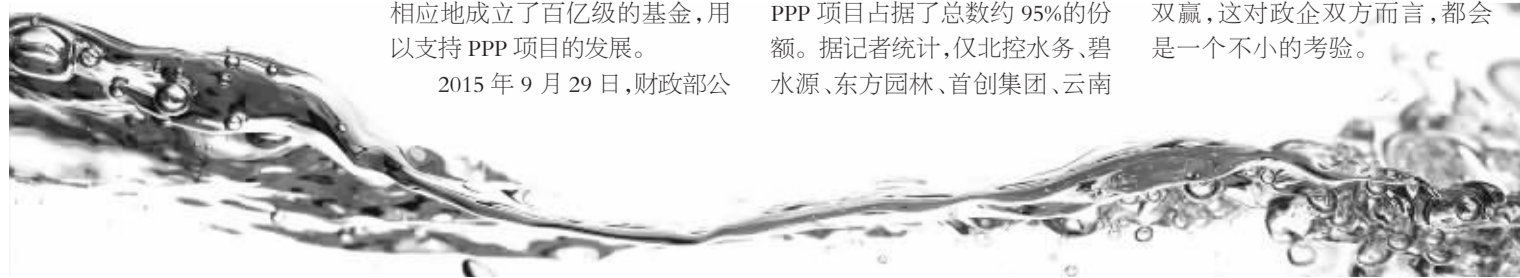 相应地成立了百亿级的基金,用
以支持 PPP 项目的发展。
2015 年 9 月 29 日,财政部公
PPP 项目占据了总数约 95%的份
额。据记者统计,仅北控水务、碧
水源、东方园林、首创集团、云南
双赢,这对政企双方而言,都会
是一个不小的考验。